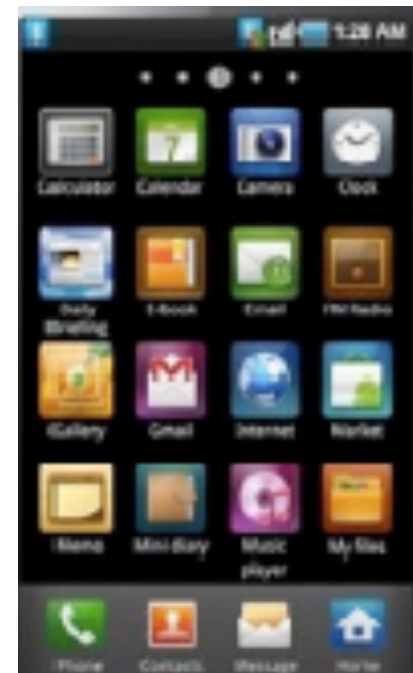 1:28 AM
7
Calculator Calendar Camera Clock
Daily E-book Email FM Radio
Briefing
Gallery Gmail Internet Market
Memo Mini diary Music My files
player
Phone Contacts Message Home